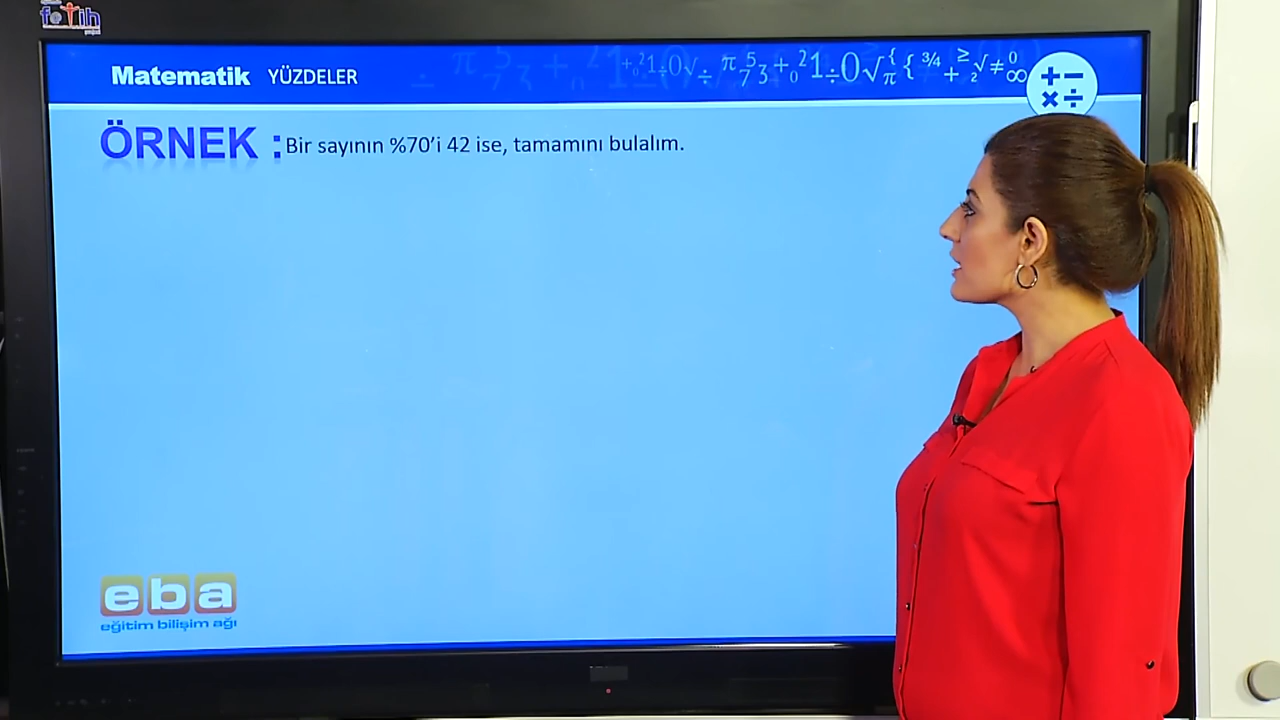 fatih
Matematik YÜZDELER
ÖRNEK : Bir sayının %70’i 42 ise, tamamını bulalım.
eba
eğitim bilişim ağı